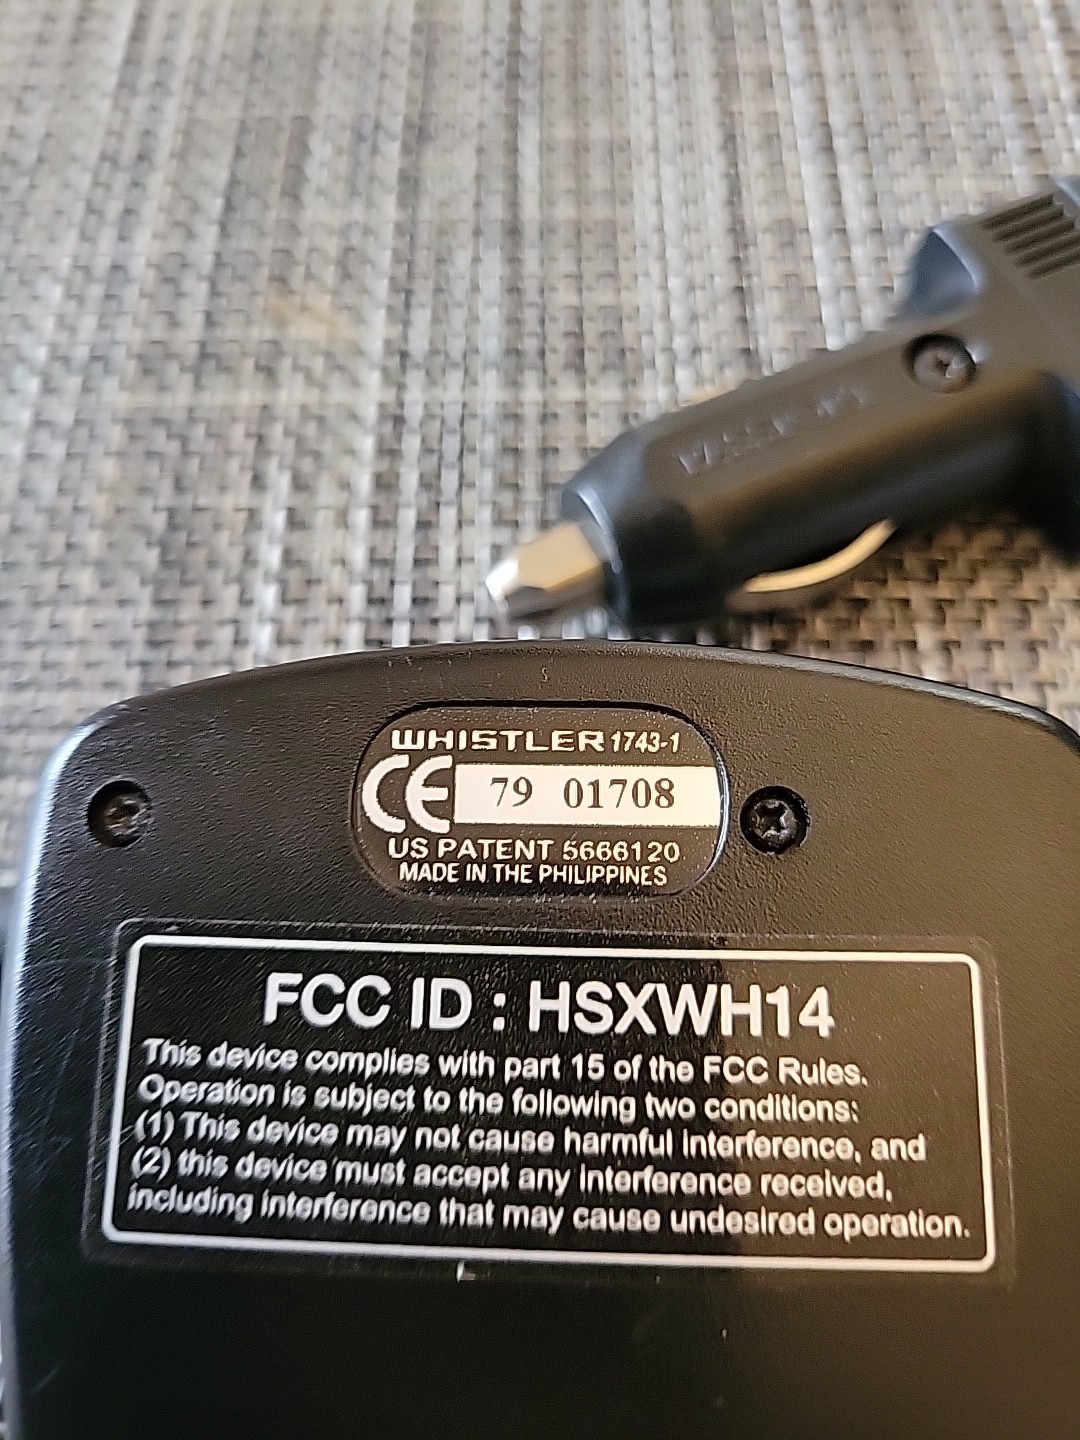 PASSPORT
WHISTLER 1743-1
CE 79 01708
US PATENT 5666120
MADE IN THE PHILIPPINES
FCC ID : HSXWH14
This device complies with part 15 of the FCC Rules.
Operation is subject to the following two conditions:
(1) This device may not cause harmful interference, and
(2) this device must accept any interference received,
including interference that may cause undesired operation.